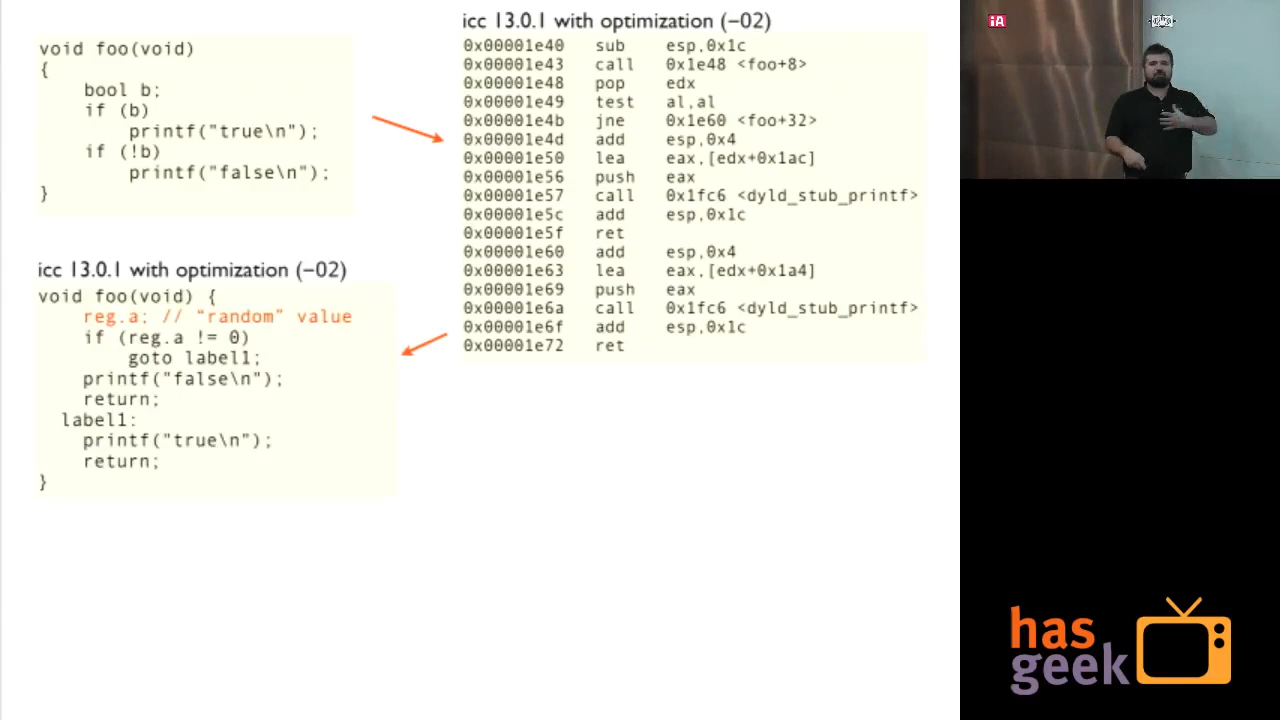 void foo(void)
{
    bool b;
    if (b)
        printf("true\n");
    if (!b)
        printf("false\n");
}
icc 13.0.1 with optimization (–02)
0x00001e40 sub esp,0x1c
0x00001e43 call 0x1e48 <foo+8>
0x00001e48 pop edx
0x00001e49 test al,al
0x00001e4b jne 0x1e60 <foo+32>
0x00001e4d add esp,0x4
0x00001e50 lea eax,[edx+0x1ac]
0x00001e56 push eax
0x00001e57 call 0x1fc6 <dyld_stub_printf>
0x00001e5c add esp,0x1c
0x00001e5f ret
0x00001e60 add esp,0x4
0x00001e63 lea eax,[edx+0x1a4]
0x00001e69 push eax
0x00001e6a call 0x1fc6 <dyld_stub_printf>
0x00001e6f add esp,0x1c
0x00001e72 ret
icc 13.0.1 with optimization (–02)
void foo(void) {
    reg.a; // “random” value
    if (reg.a != 0)
        goto label1;
    printf("false\n");
    return;
  label1:
    printf("true\n");
    return;
}
iA
has
geek